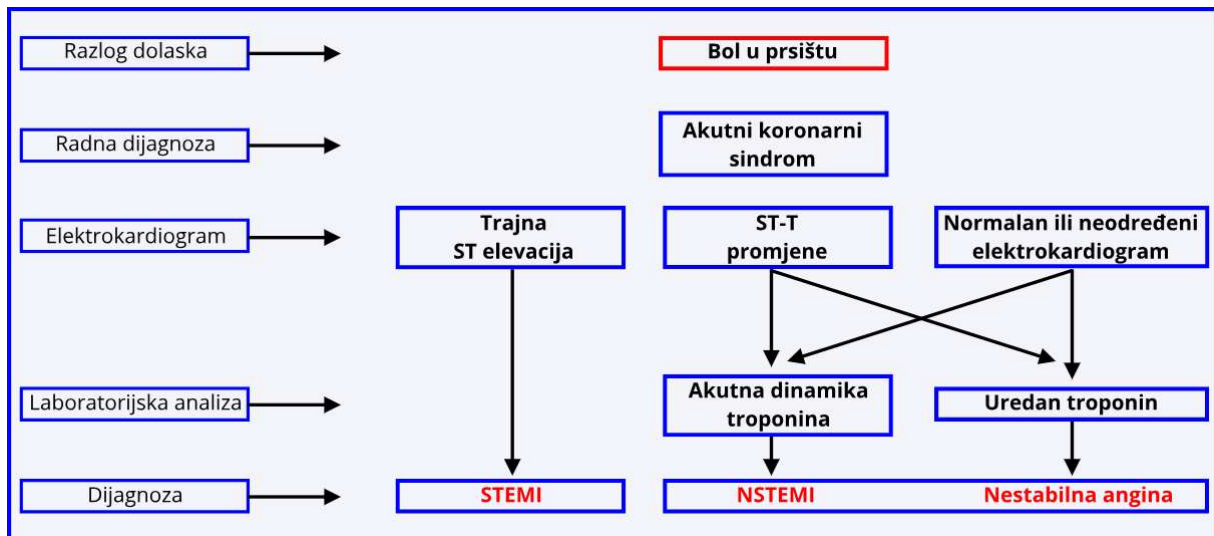 Razlog dolaska
Bol u prsištu
Radna dijagnoza
Akutni koronarni
sindrom
Elektrokardiogram
Trajna
ST elevacija
ST-T
promjene
Normalan ili neodređeni
elektrokardiogram
Laboratorijska analiza
Akutna dinamika
troponina
Uredan troponin
Dijagnoza
STEMI
NSTEMI
Nestabilna angina